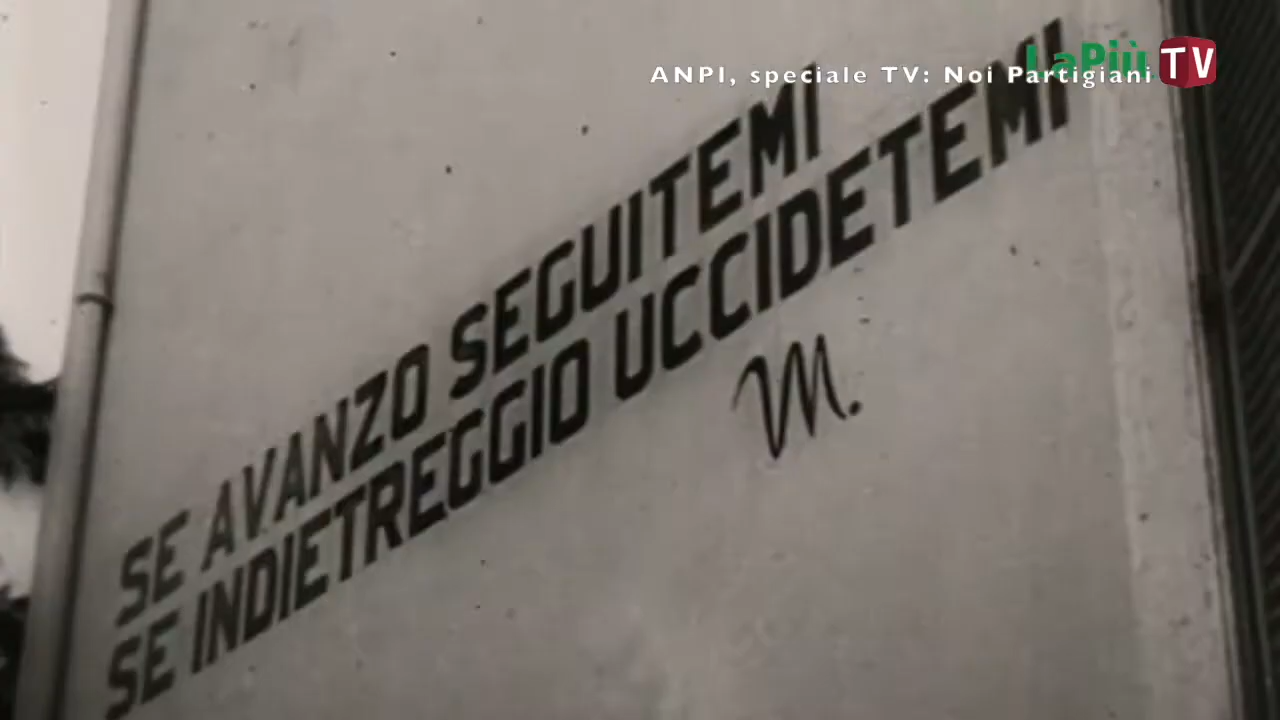 LaPiù TV
ANPI, speciale TV: Noi Partigiani
SE AVANZO SEGUITEMI
SE INDIETREGGIO UCCIDETEMI
M.